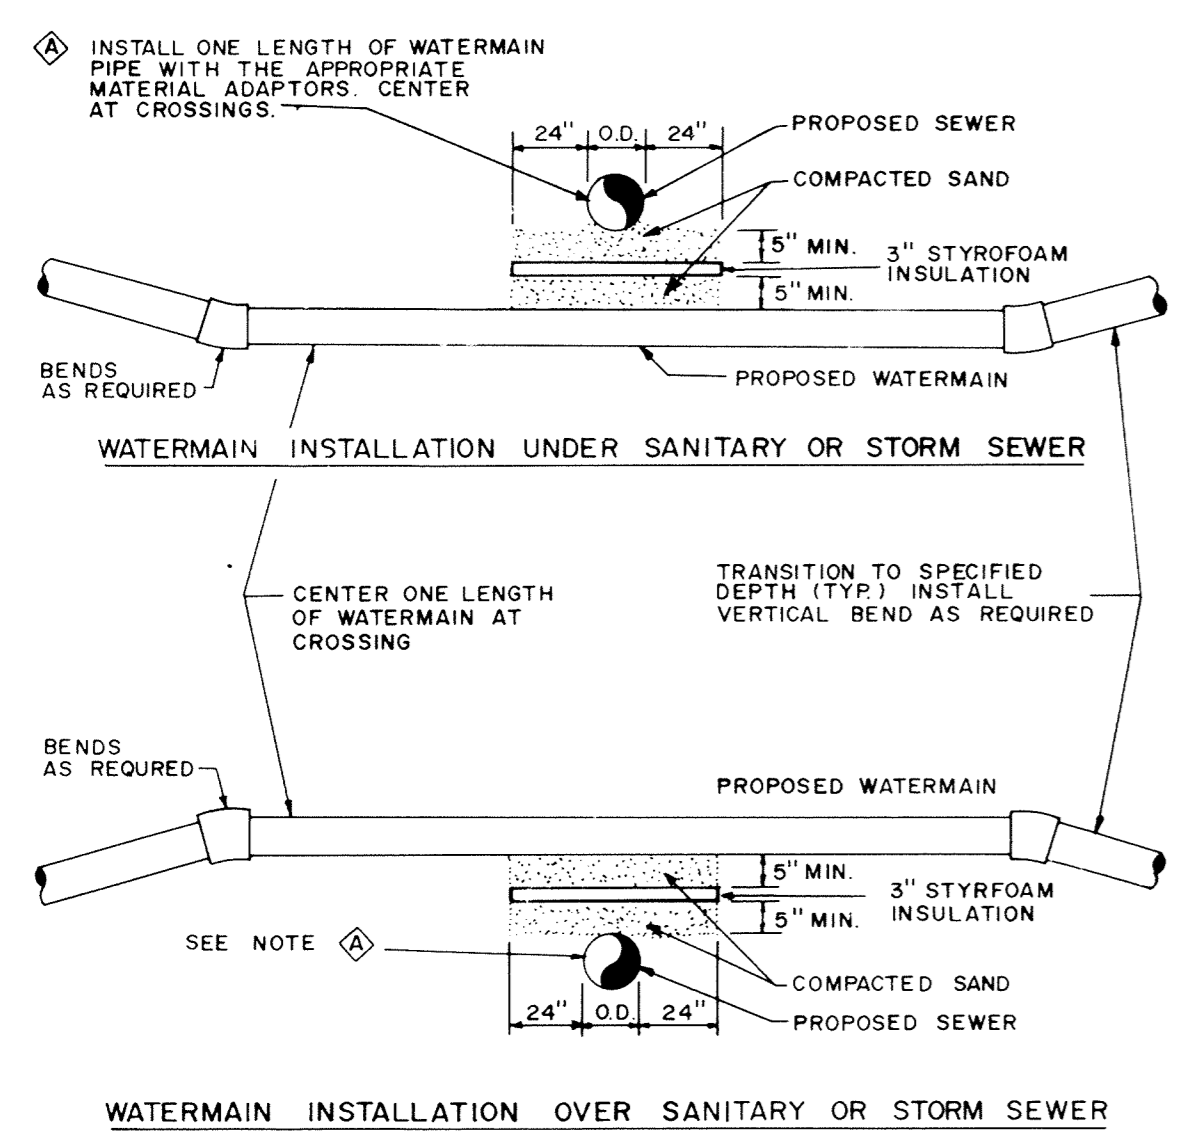 A INSTALL ONE LENGTH OF WATERMAIN
PIPE WITH THE APPROPRIATE
MATERIAL ADAPTORS. CENTER
AT CROSSINGS.
24" O.D. 24"
PROPOSED SEWER
COMPACTED SAND
5" MIN.
3" STYROFOAM
INSULATION
5" MIN.
BENDS
AS REQUIRED
PROPOSED WATERMAIN
WATERMAIN INSTALLATION UNDER SANITARY OR STORM SEWER
CENTER ONE LENGTH
OF WATERMAIN AT
CROSSING
TRANSITION TO SPECIFIED
DEPTH (TYP.) INSTALL
VERTICAL BEND AS REQUIRED
BENDS
AS REQURED
PROPOSED WATERMAIN
5" MIN.
3" STYRFOAM
INSULATION
5" MIN.
SEE NOTE A
COMPACTED SAND
24" O.D. 24"
PROPOSED SEWER
WATERMAIN INSTALLATION OVER SANITARY OR STORM SEWER